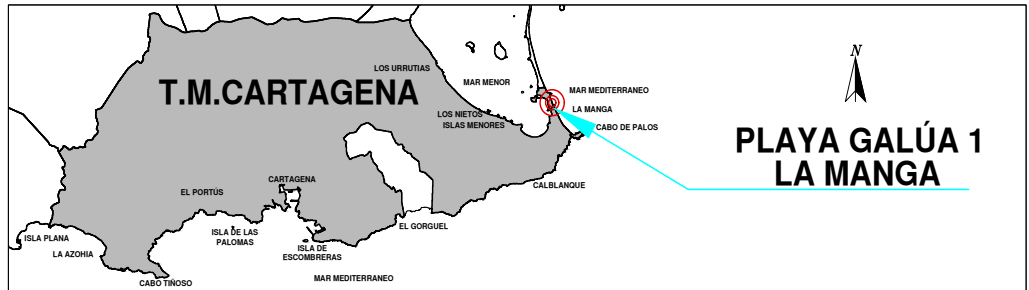 LOS URRUTIAS
T.M.CARTAGENA
MAR MENOR
LOS NIETOS
ISLAS MENORES
MAR MEDITERRANEO
LA MANGA
CABO DE PALOS
N
PLAYA GALÚA 1
LA MANGA
CARTAGENA
EL PORTÚS
CALBLANQUE
ISLA PLANA
LA AZOHIA
ISLA DE LAS
PALOMAS
ISLA DE
ESCOMBRERAS
EL GORGUEL
CABO TIÑOSO
MAR MEDITERRANEO